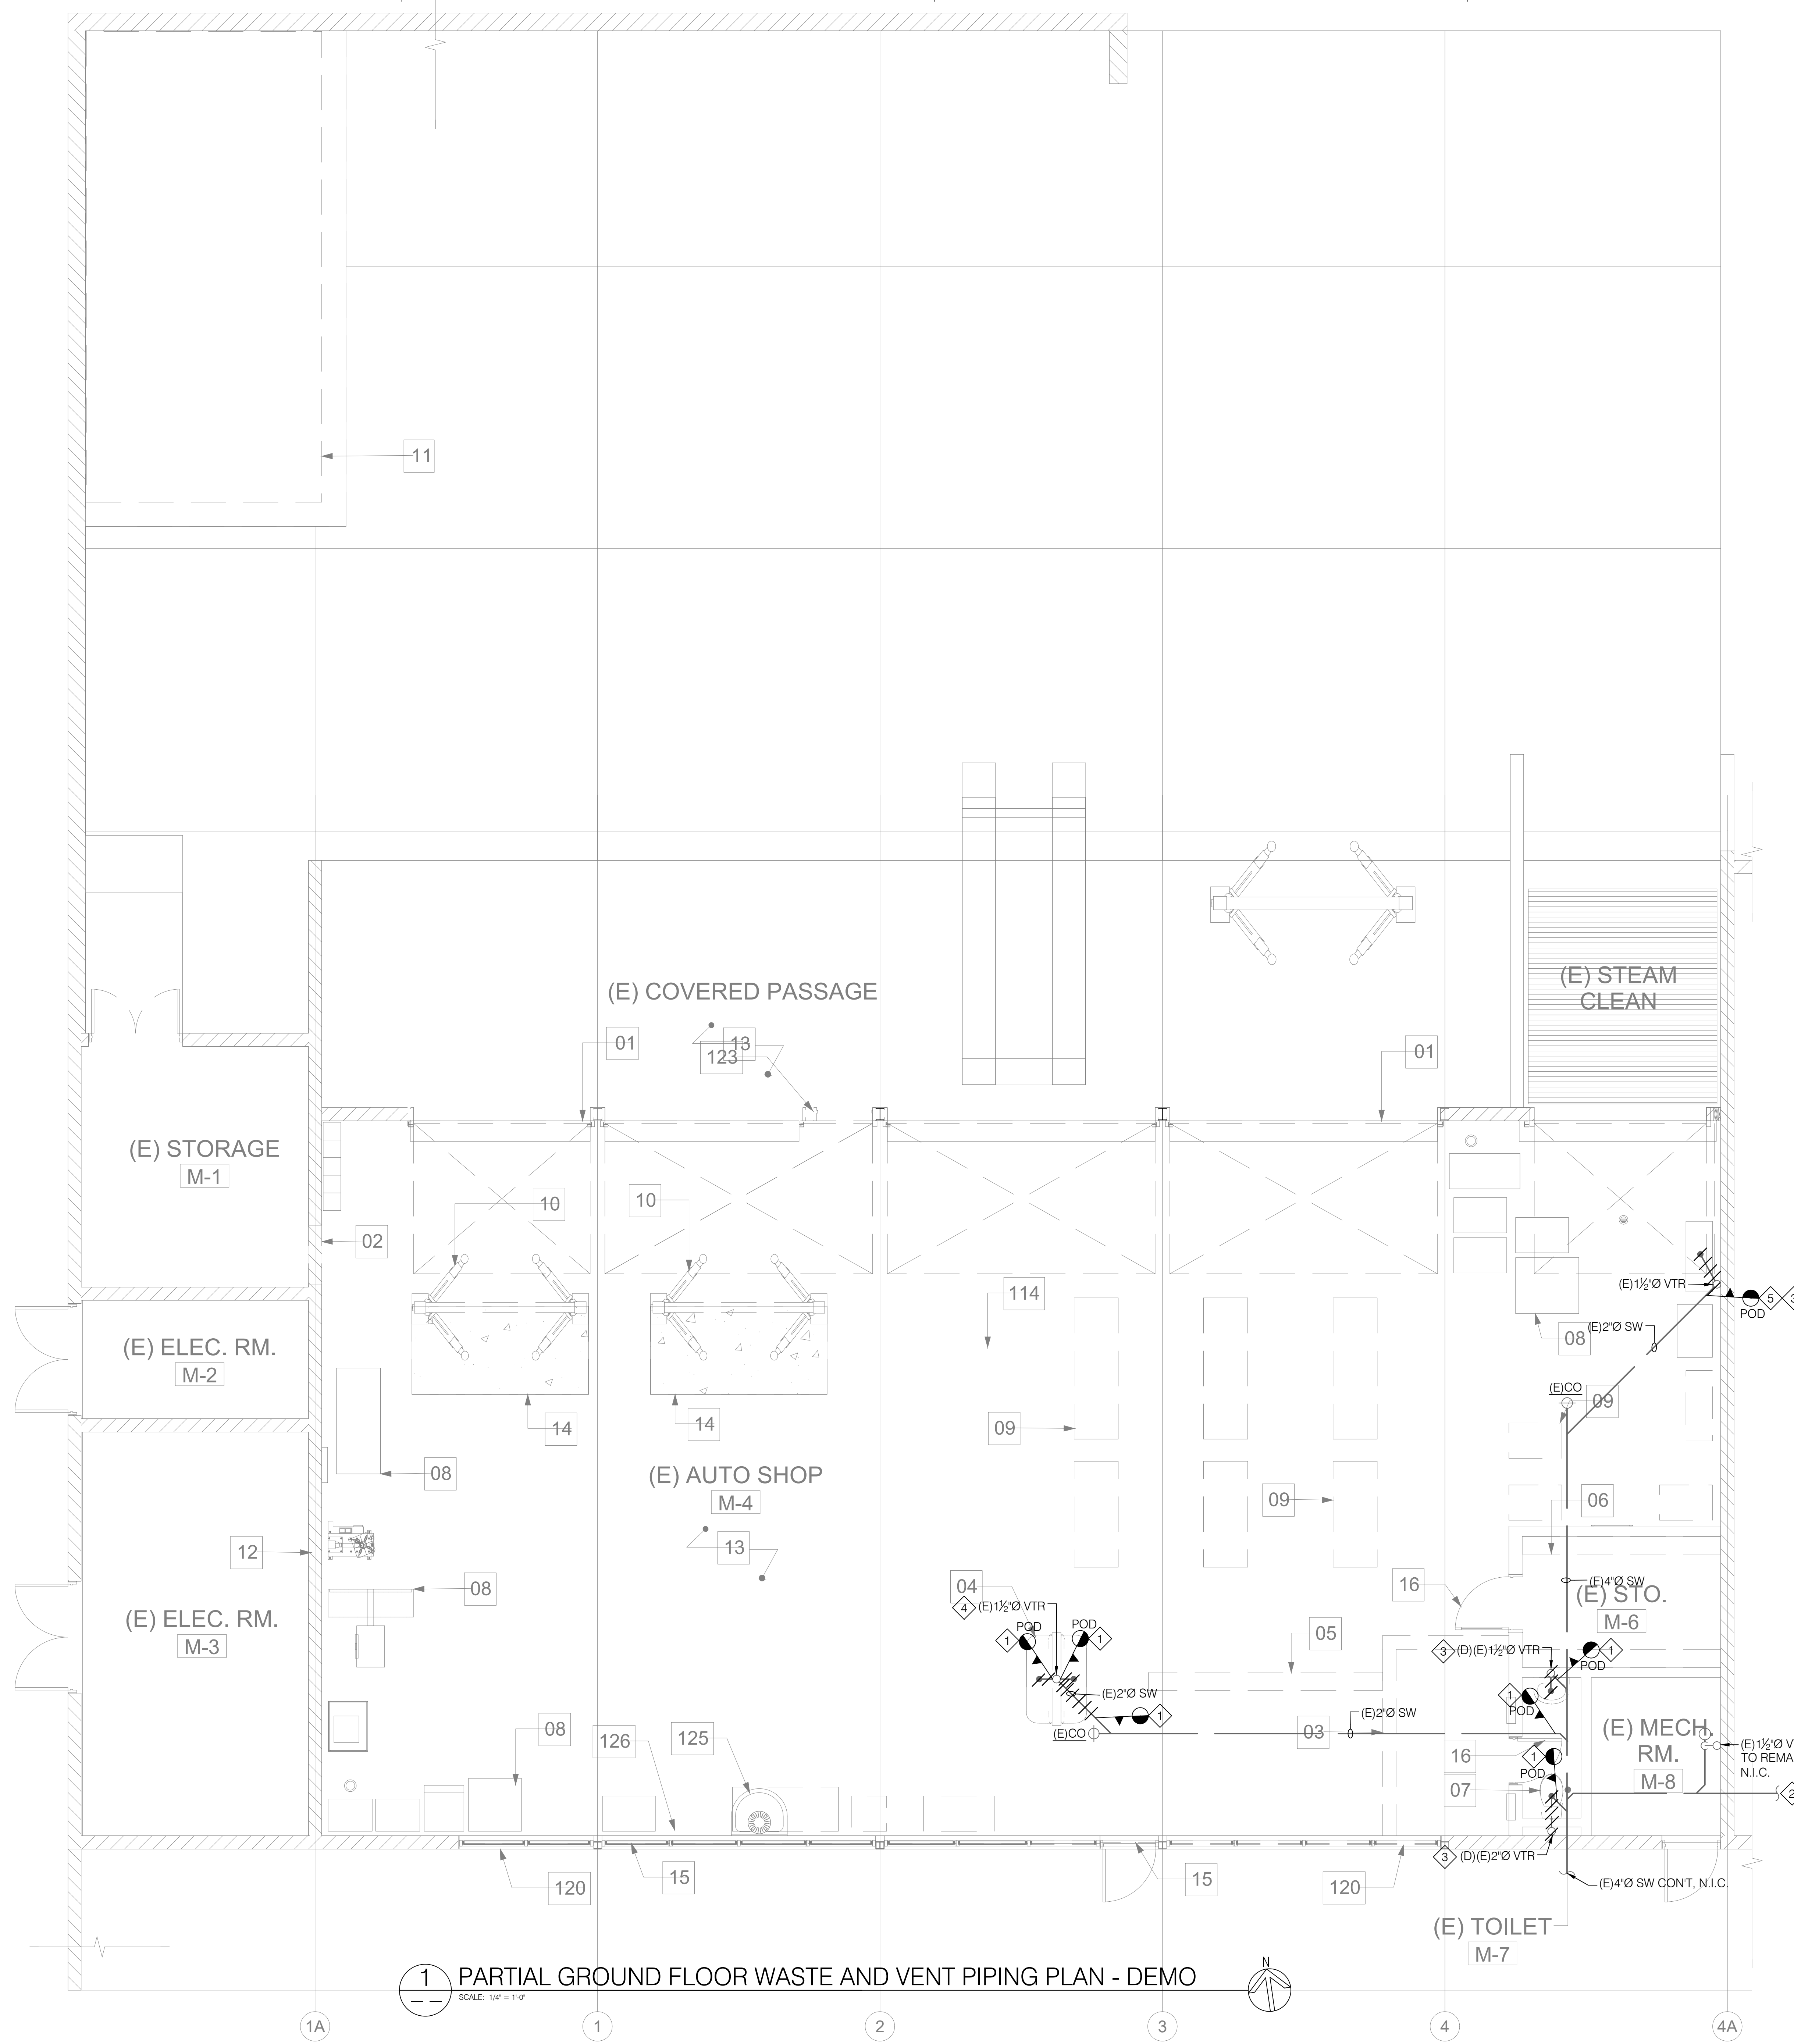 11
(E) STEAM
CLEAN
(E) COVERED PASSAGE
01
13
123
01
(E) STORAGE
M-1
10
10
02
114
(E)1½"Ø VTR
5
POD
(E)2"Ø SW
08
(E) ELEC. RM.
M-2
(E)CO
09
14
14
09
08
(E) AUTO SHOP
M-4
09
06
13
12
08
04
16
(E)4"Ø SW
(E) STO.
M-6
4
(E)1½"Ø VTR
(E) ELEC. RM.
M-3
POD
POD
1
1
05
3
(D)(E)1½"Ø VTR
1
POD
(E)2"Ø SW
1
POD
1
(E)2"Ø SW
08
126
125
(E)CO
03
(E) MECH.
RM.
M-8
16
1
POD
07
(E)1½"Ø V
TO REMA
N.I.C.
2
3
(D)(E)2"Ø VTR
120
15
15
120
(E)4"Ø SW CON'T, N.I.C.
(E) TOILET
M-7
1
PARTIAL GROUND FLOOR WASTE AND VENT PIPING PLAN - DEMO
SCALE: 1/4" = 1'-0"
N
1A
1
2
3
4
4A